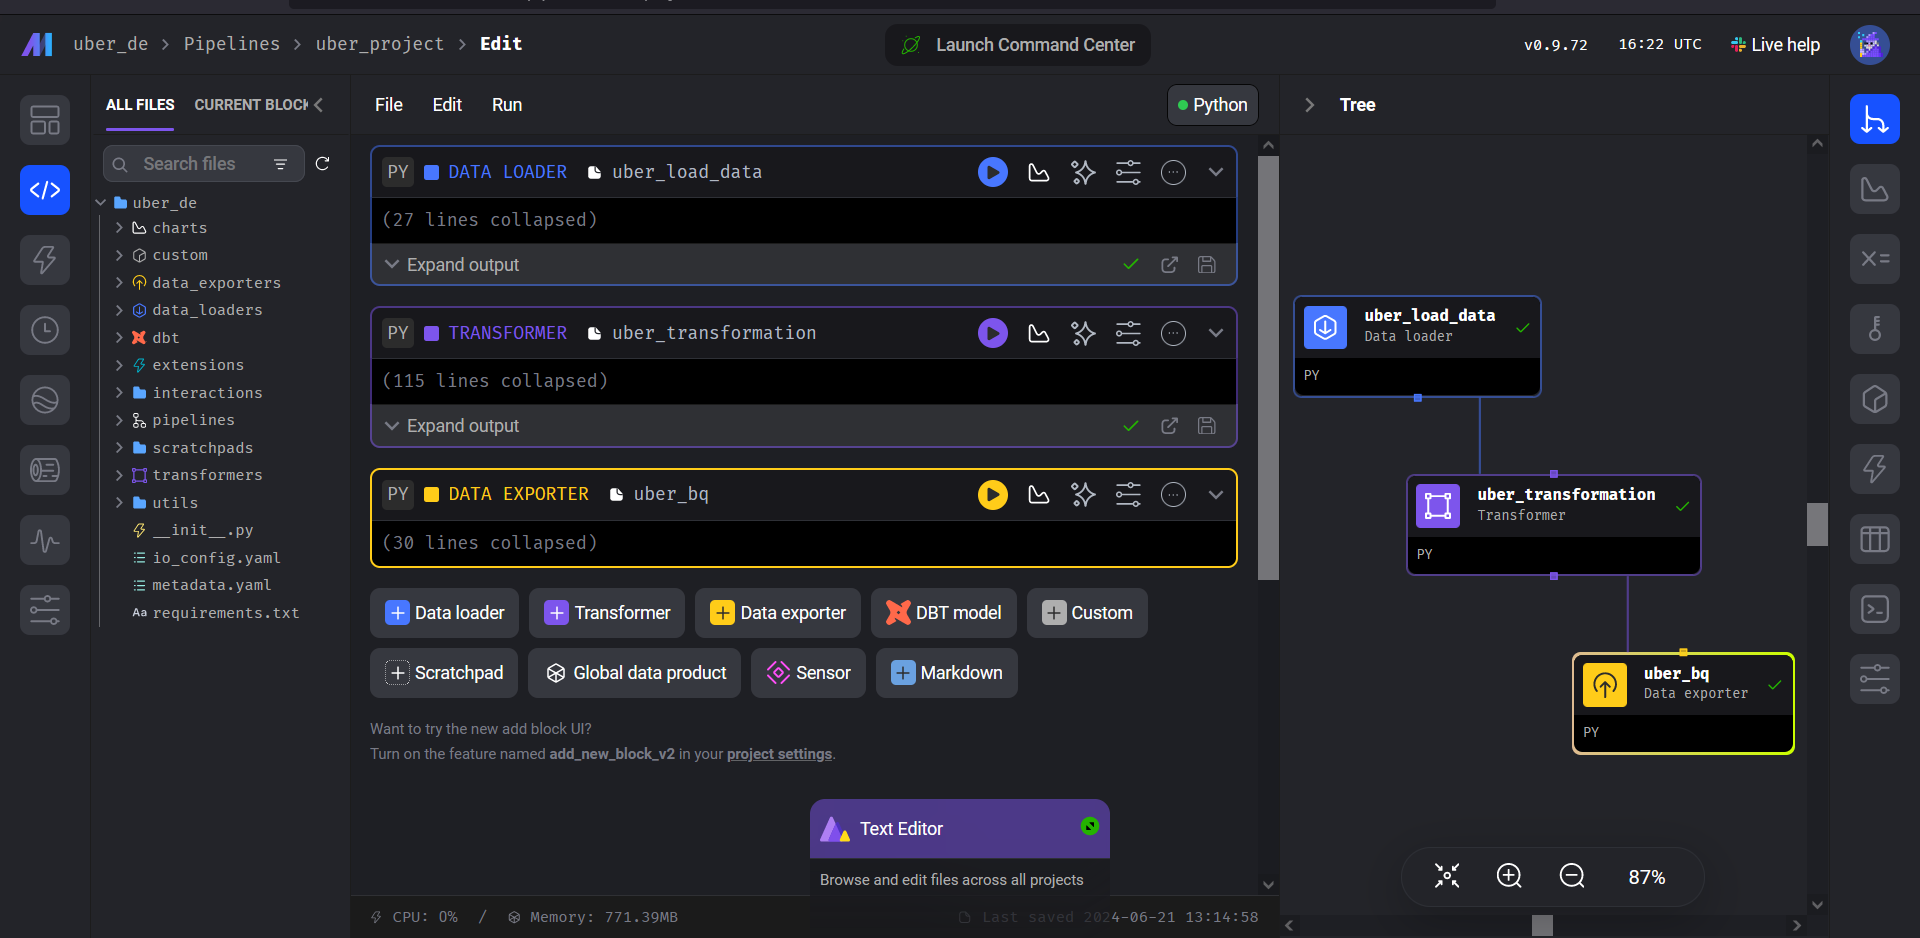 uber_de > Pipelines > uber_project > Edit
Launch Command Center
v0.9.72
16:22 UTC
Live help
ALL FILES
CURRENT BLOCK
Search files
uber_de
charts
custom
data_exporters
data_loaders
dbt
extensions
interactions
pipelines
scratchpads
transformers
utils
__init__.py
io_config.yaml
metadata.yaml
Aa requirements.txt
File
Edit
Run
Python
PY DATA LOADER uber_load_data
(27 lines collapsed)
Expand output
PY TRANSFORMER uber_transformation
(115 lines collapsed)
Expand output
PY DATA EXPORTER uber_bq
(30 lines collapsed)
Data loader
Transformer
Data exporter
DBT model
Custom
Scratchpad
Global data product
Sensor
Markdown
Want to try the new add block UI?
Turn on the feature named add_new_block_v2 in your project settings.
Text Editor
Browse and edit files across all projects
CPU: 0% / Memory: 771.39MB
Last saved 2024-06-21 13:14:58
Tree
uber_load_data
Data loader
PY
uber_transformation
Transformer
PY
uber_bq
Data exporter
PY
87%